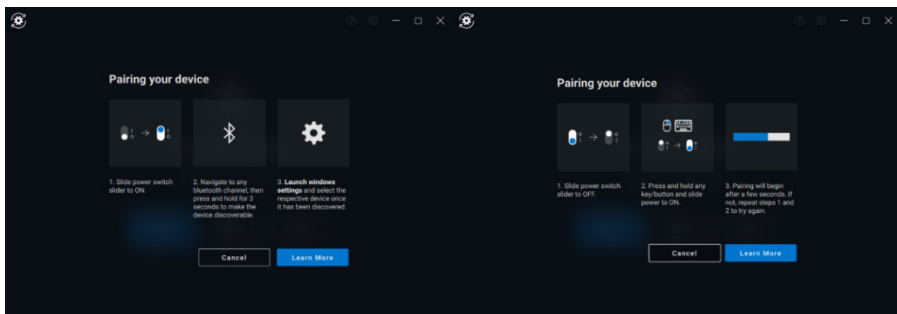 Pairing your device
1. Slide power switch
slider to ON.
2. Navigate to any
bluetooth channel, then
press and hold for 3
seconds to make the
device discoverable.
3. Launch windows
settings and select the
respective device once
it has been discovered.
Cancel
Learn More
Pairing your device
1. Slide power switch
slider to OFF.
2. Press and hold any
key/button and slide
power to ON.
3. Pairing will begin
after a few seconds. If
not, repeat steps 1 and
2 to try again.
Cancel
Learn More